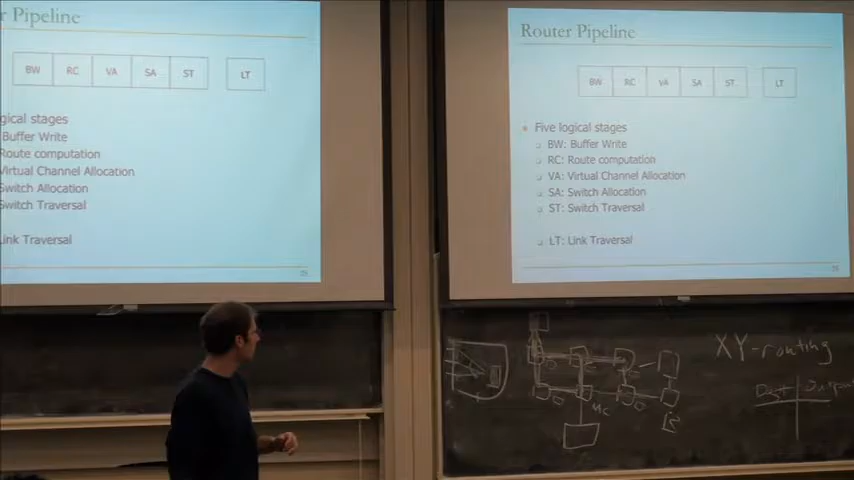 r Pipeline
BW RC VA SA ST LT
gical stages
Buffer Write
Route computation
Virtual Channel Allocation
Switch Allocation
Switch Traversal
Link Traversal
Router Pipeline
BW RC VA SA ST LT
Five logical stages
BW: Buffer Write
RC: Route computation
VA: Virtual Channel Allocation
SA: Switch Allocation
ST: Switch Traversal
LT: Link Traversal
XY-routing
Dest Output